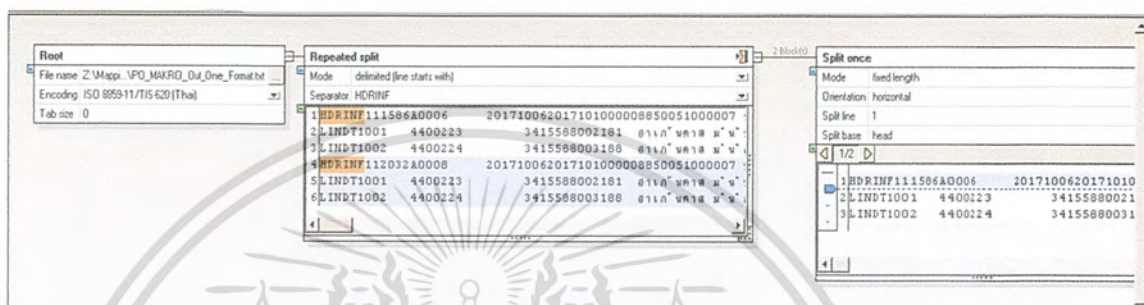 Root
File name Z:\Mappi...\PO_MAKRO_Out_One_Format.txt ...
Encoding ISO 8859-11/TIS-620 (Thai)
Tab size 0
Repeated split
Mode delimited (line starts with)
Separator HDRINF
1 HDRINF111586A0006 201710062017101000008850051000007
2 LINDT1001 4400223 3415588002181
3 LINDT1002 4400224 3415588003188
4 HDRINF112032A0008 201710062017101000008850051000007
5 LINDT1001 4400223 3415588002181
6 LINDT1002 4400224 3415588003188
2 Block(s)
Split once
Mode fixed length
Orientation horizontal
Split line 1
Split base head
1/2
1 HDRINF111586A0006 2017100620171010
2 LINDT1001 4400223 34155880021
3 LINDT1002 4400224 34155880031